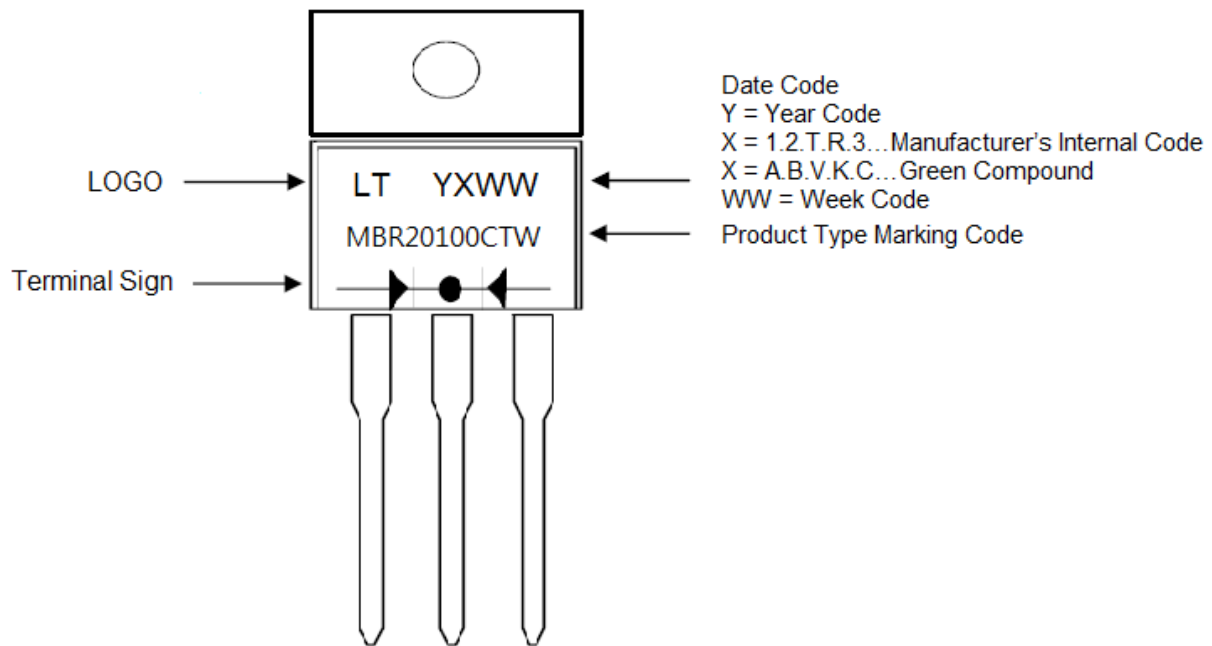 LOGO
LT YXWW
MBR20100CTW
Terminal Sign
Date Code
Y = Year Code
X = 1.2.T.R.3...Manufacturer's Internal Code
X = A.B.V.K.C...Green Compound
WW = Week Code
Product Type Marking Code